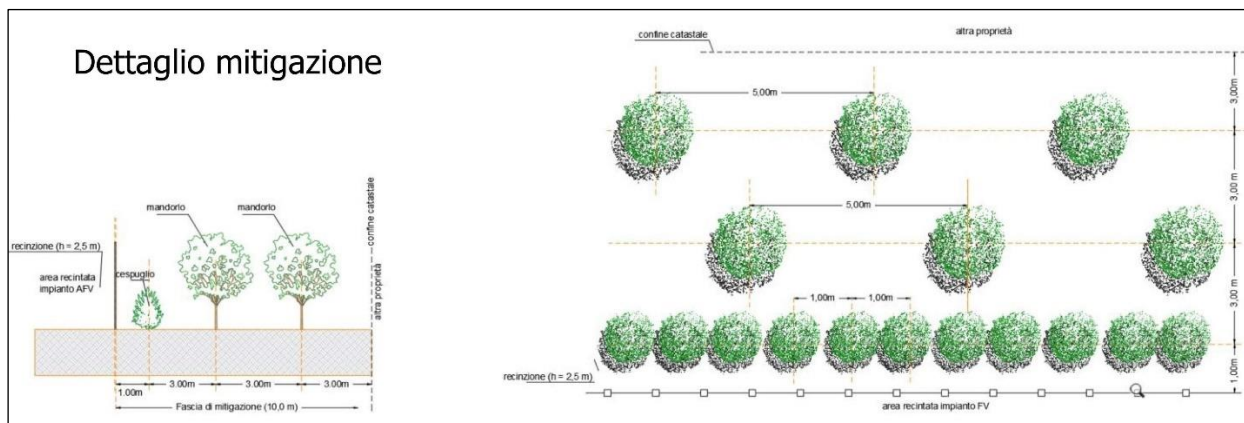 Dettaglio mitigazione
mandorlo
mandorlo
confine catastale
altra proprietà
recinzione (h = 2,5 m)
area recintata
impianto AFV
cespuglio
1.00m
3.00m
3.00m
3.00m
Fascia di mitigazione (10,0 m)
altra proprietà
confine catastale
3,00m
5,00m
3,00 m
5,00m
3,00 m
1,00m
1,00m
1,00m
recinzione (h = 2,5 m)
area recintata impianto FV